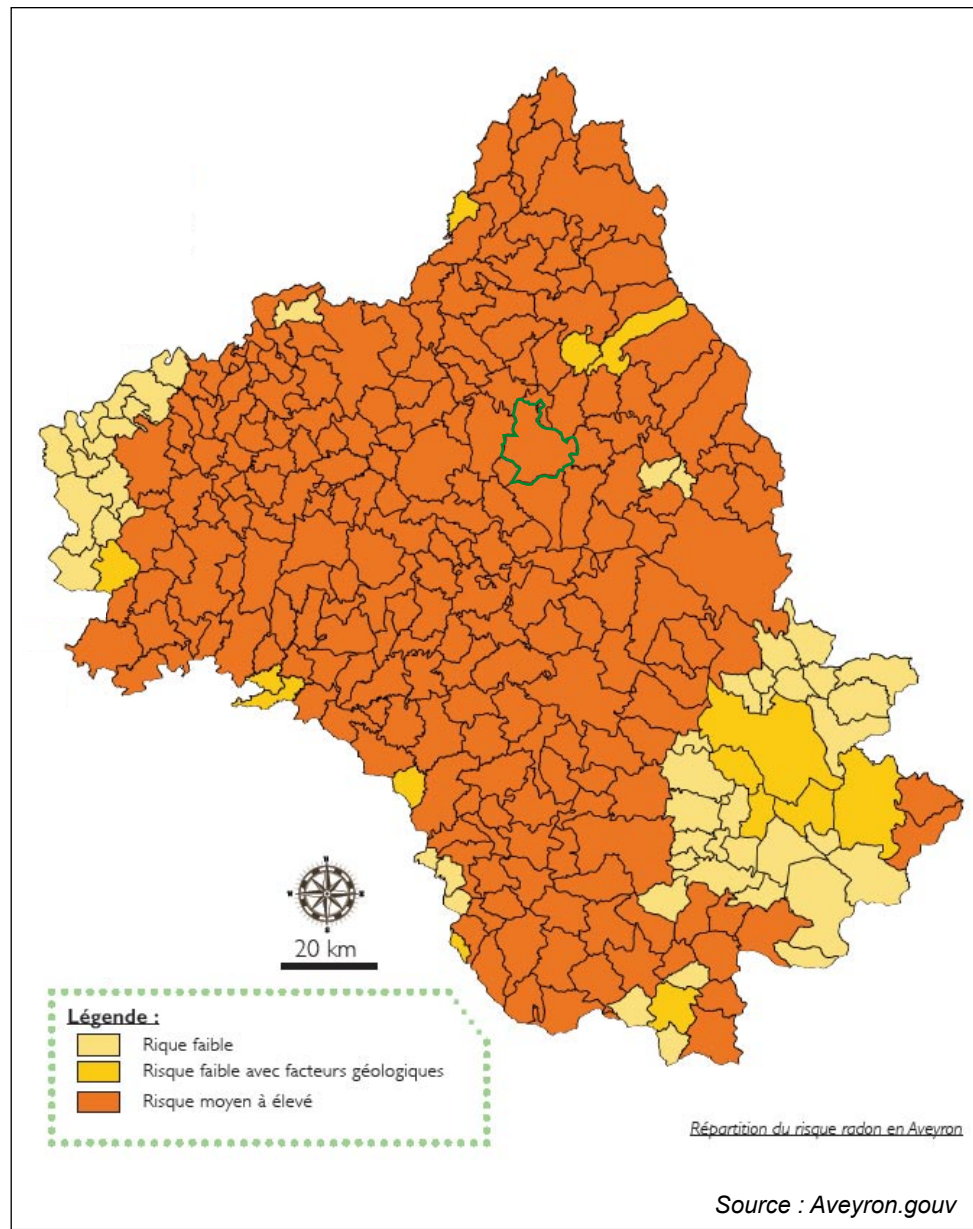 20 km
Légende :
Rique faible
Risque faible avec facteurs géologiques
Risque moyen à élevé
Répartition du risque radon en Aveyron
Source : Aveyron.gouv